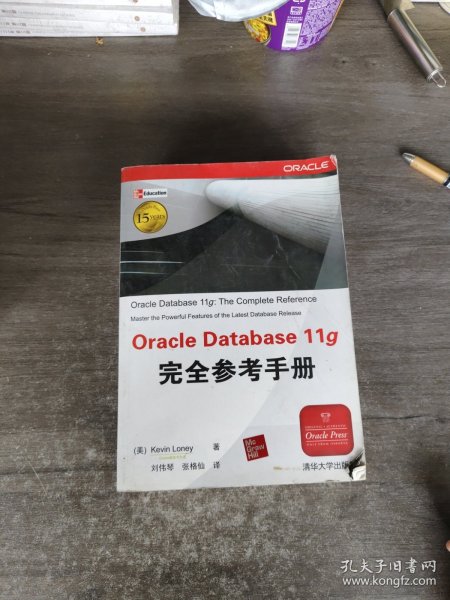 ORACLE
Education
15 YEARS
Oracle Database 11g: The Complete Reference
Master the Powerful Features of the Latest Database Release
Oracle Database 11g
完全参考手册
(美) Kevin Loney 著
刘伟琴 张格仙 译
Mc
Graw
Hill
Oracle Press
清华大学出版
孔夫子旧书网
www.kongfz.com